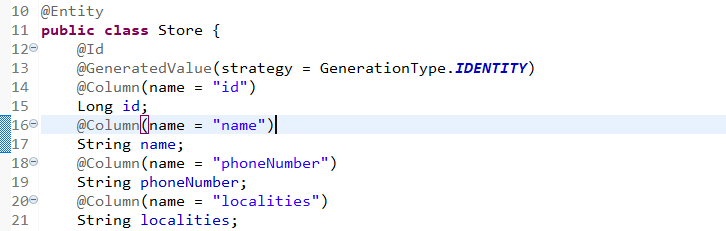 10 @Entity
11 public class Store {
12 @Id
13 @GeneratedValue(strategy = GenerationType.IDENTITY)
14 @Column(name = "id")
15 Long id;
16 @Column(name = "name")
17 String name;
18 @Column(name = "phoneNumber")
19 String phoneNumber;
20 @Column(name = "localities")
21 String localities;